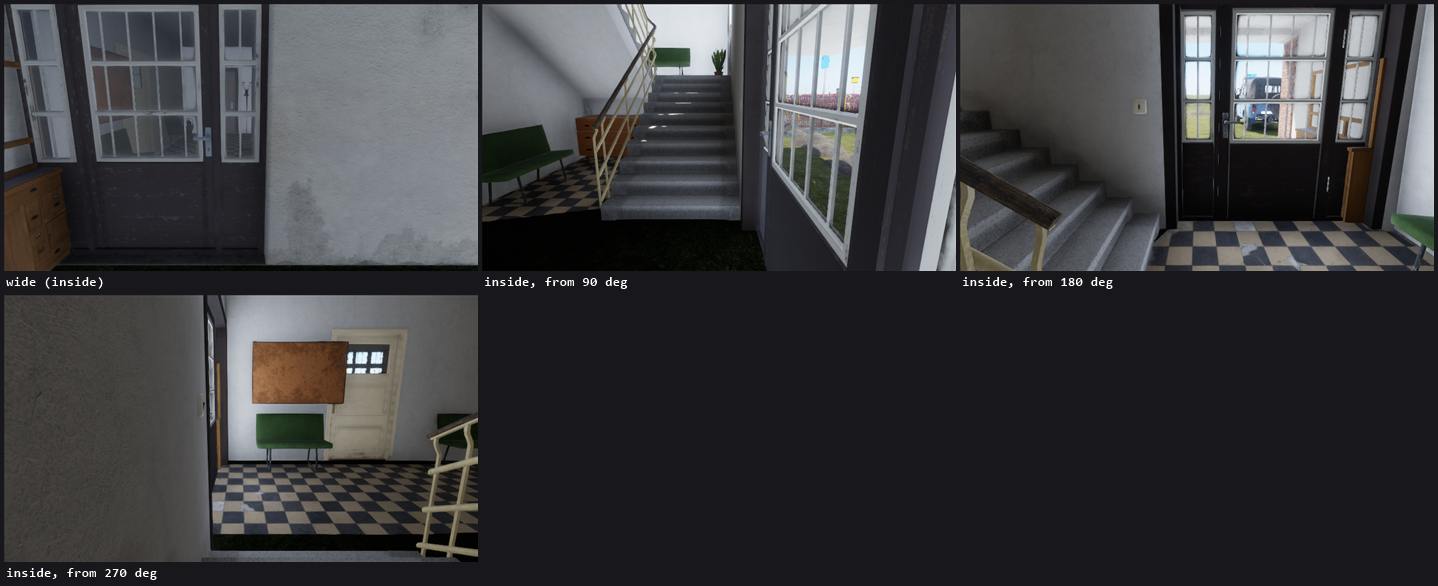 wide (inside)
inside, from 90 deg
inside, from 180 deg
inside, from 270 deg